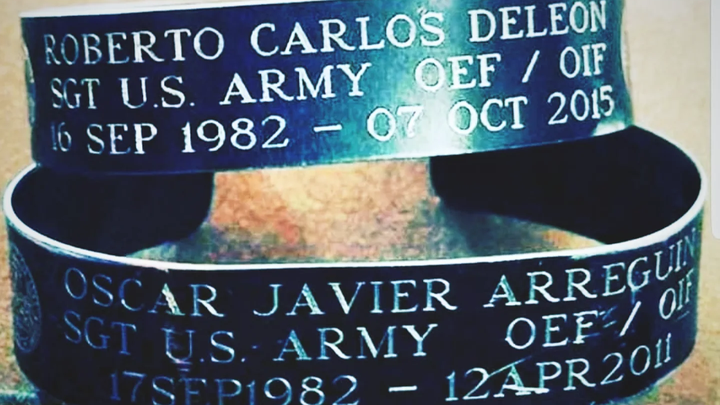 ROBERTO CARLOS DELEON
SGT U.S. ARMY OEF / OIF
16 SEP 1982 - 07 OCT 2015
OSCAR JAVIER ARREGUIN
SGT U.S. ARMY OEF / OIF
17SEP1982 - 12APR2011